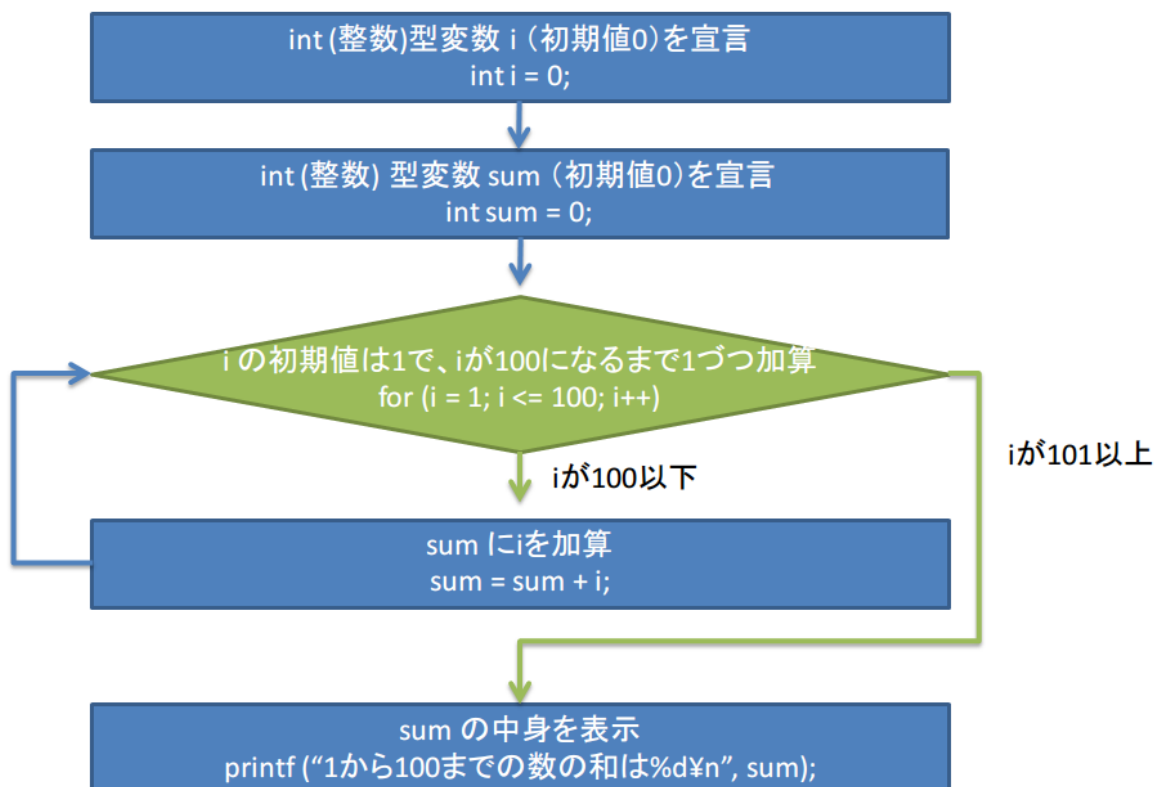 int (整数)型変数 i （初期値0）を宣言
int i = 0;
int (整数) 型変数 sum （初期値0）を宣言
int sum = 0;
i の初期値は1で、iが100になるまで1づつ加算
for (i = 1; i <= 100; i++)
iが100以下
iが101以上
sum にiを加算
sum = sum + i;
sum の中身を表示
printf (“1から100までの数の和は%d¥n”, sum);